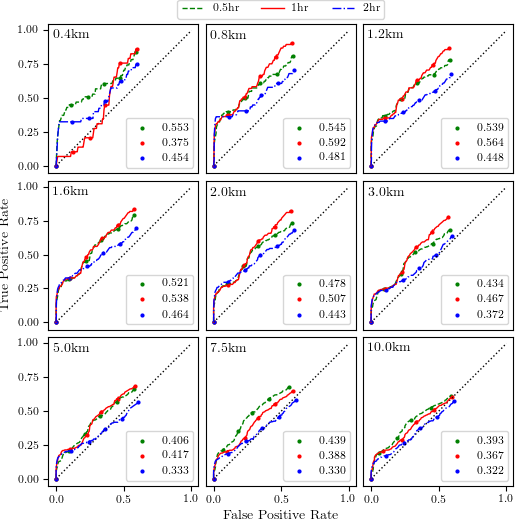 0.5hr 1hr 2hr
0.4km 0.8km 1.2km
1.00
0.75
0.50
0.25
0.00
0.553 0.545 0.539
0.375 0.592 0.564
0.454 0.481 0.448
1.6km 2.0km 3.0km
1.00
0.75
0.50
0.25
0.00
0.521 0.478 0.434
0.538 0.507 0.467
0.464 0.443 0.372
True Positive Rate
5.0km 7.5km 10.0km
1.00
0.75
0.50
0.25
0.00
0.406 0.439 0.393
0.417 0.388 0.367
0.333 0.330 0.322
0.0 0.5 1.0 0.0 0.5 1.0 0.0 0.5 1.0
False Positive Rate